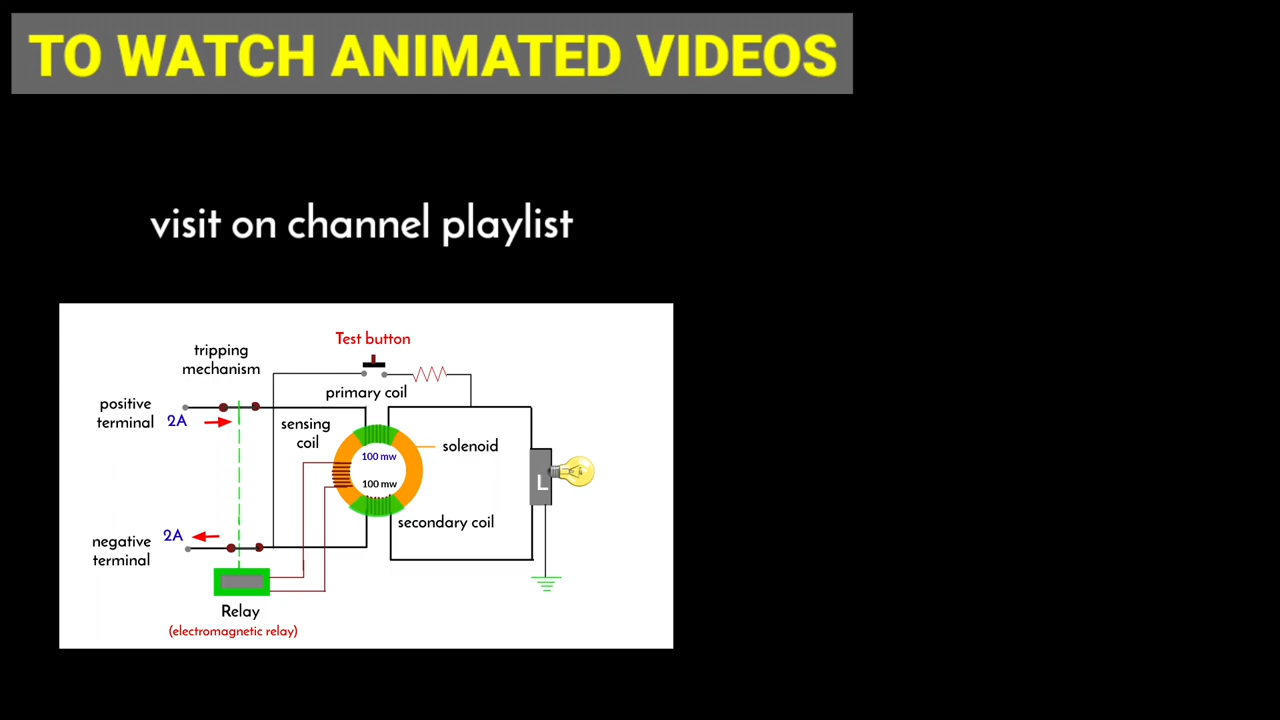 TO WATCH ANIMATED VIDEOS
visit on channel playlist
Test button
tripping
mechanism
primary coil
positive
terminal
2A
sensing
coil
solenoid
100 mw
100 mw
L
secondary coil
2A
negative
terminal
Relay
(electromagnetic relay)